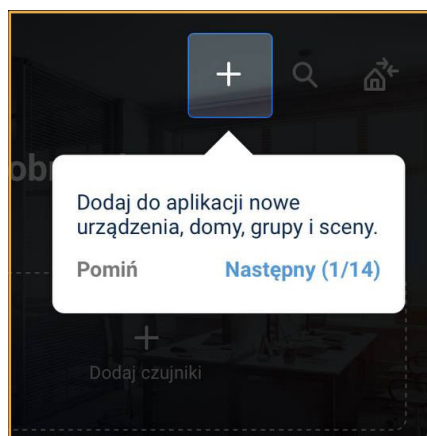 Dodaj do aplikacji nowe
urządzenia, domy, grupy i sceny.
Pomiń
Następny (1/14)
Dodaj czujniki